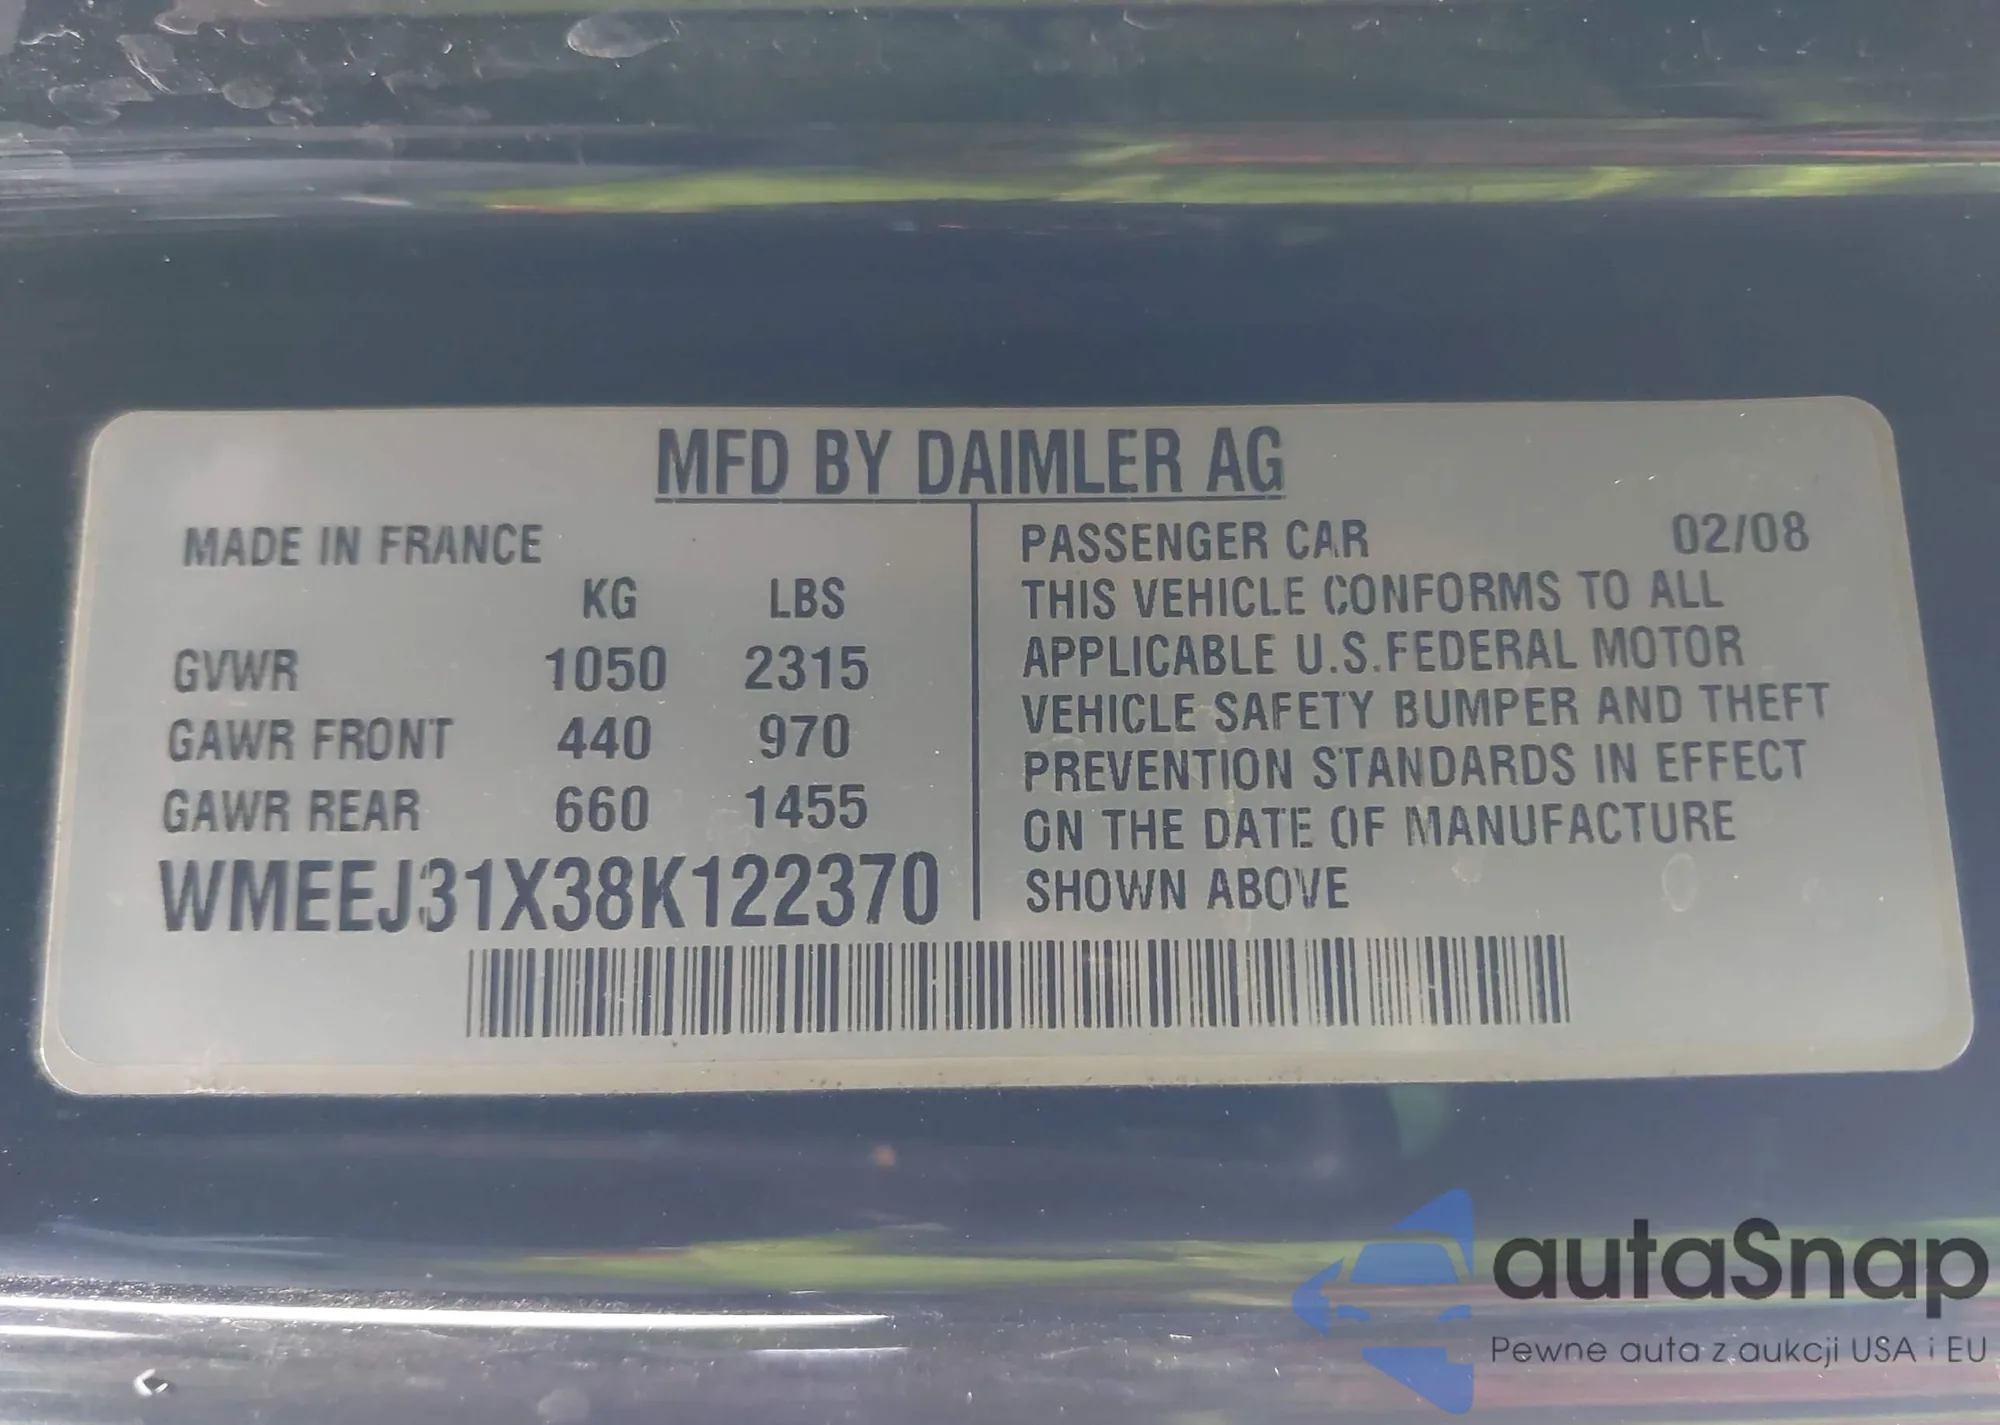 MFD BY DAIMLER AG
MADE IN FRANCE
KG LBS
GVWR 1050 2315
GAWR FRONT 440 970
GAWR REAR 660 1455
WMEEJ31X38K122370
PASSENGER CAR 02/08
THIS VEHICLE CONFORMS TO ALL
APPLICABLE U.S.FEDERAL MOTOR
VEHICLE SAFETY BUMPER AND THEFT
PREVENTION STANDARDS IN EFFECT
ON THE DATE OF MANUFACTURE
SHOWN ABOVE
autaSnap
Pewne auta z aukcji USA i EU